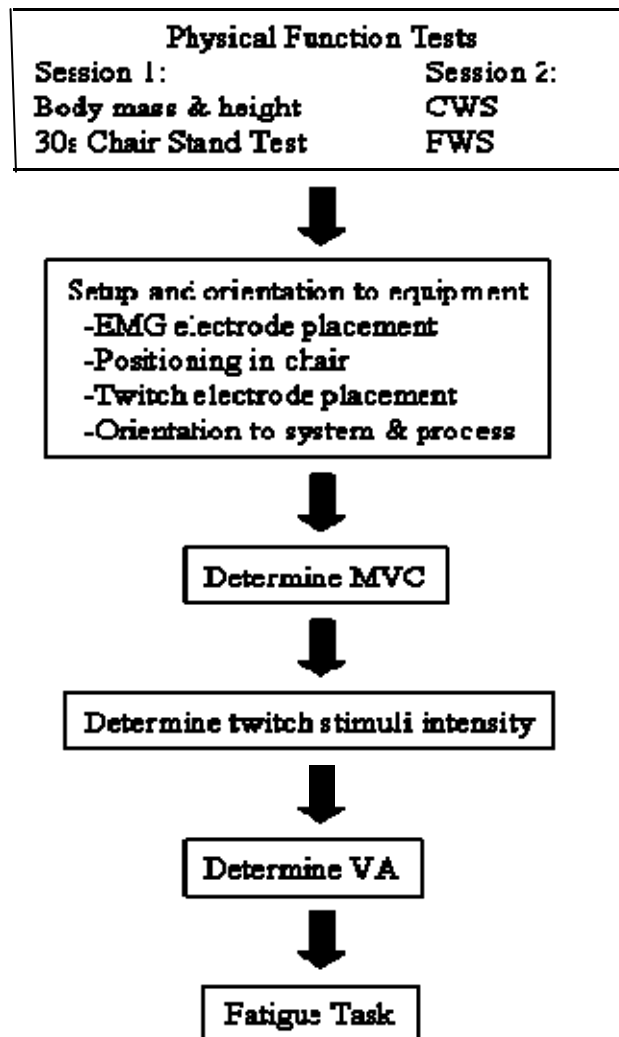 Physical Function Tests
Session 1: Session 2:
Body mass & height CWS
30s Chair Stand Test FWS
Setup and orientation to equipment
-EMG electrode placement
-Positioning in chair
-Twitch electrode placement
-Orientation to system & process
Determine MVC
Determine twitch stimuli intensity
Determine VA
Fatigue Task